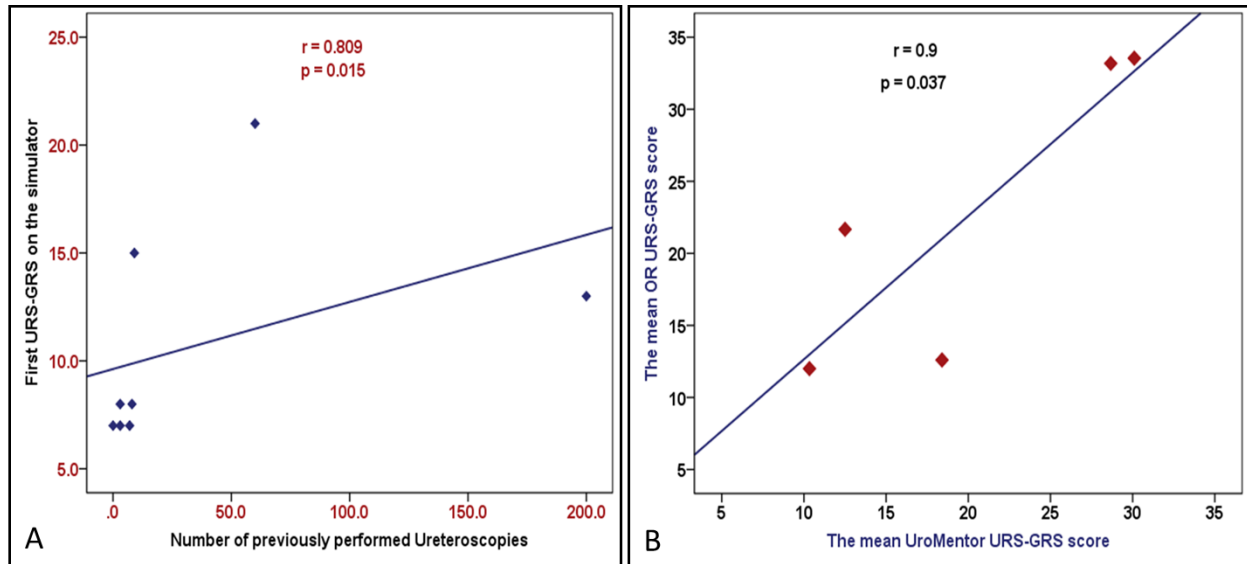 r = 0.809
p = 0.015
First URS-GRS on the simulator
25.0
20.0
15.0
10.0
5.0
.0
50.0
100.0
150.0
200.0
Number of previously performed Ureteroscopies
A
r = 0.9
p = 0.037
The mean OR URS-GRS score
35
30
25
20
15
10
5
5
10
15
20
25
30
35
The mean UroMentor URS-GRS score
B